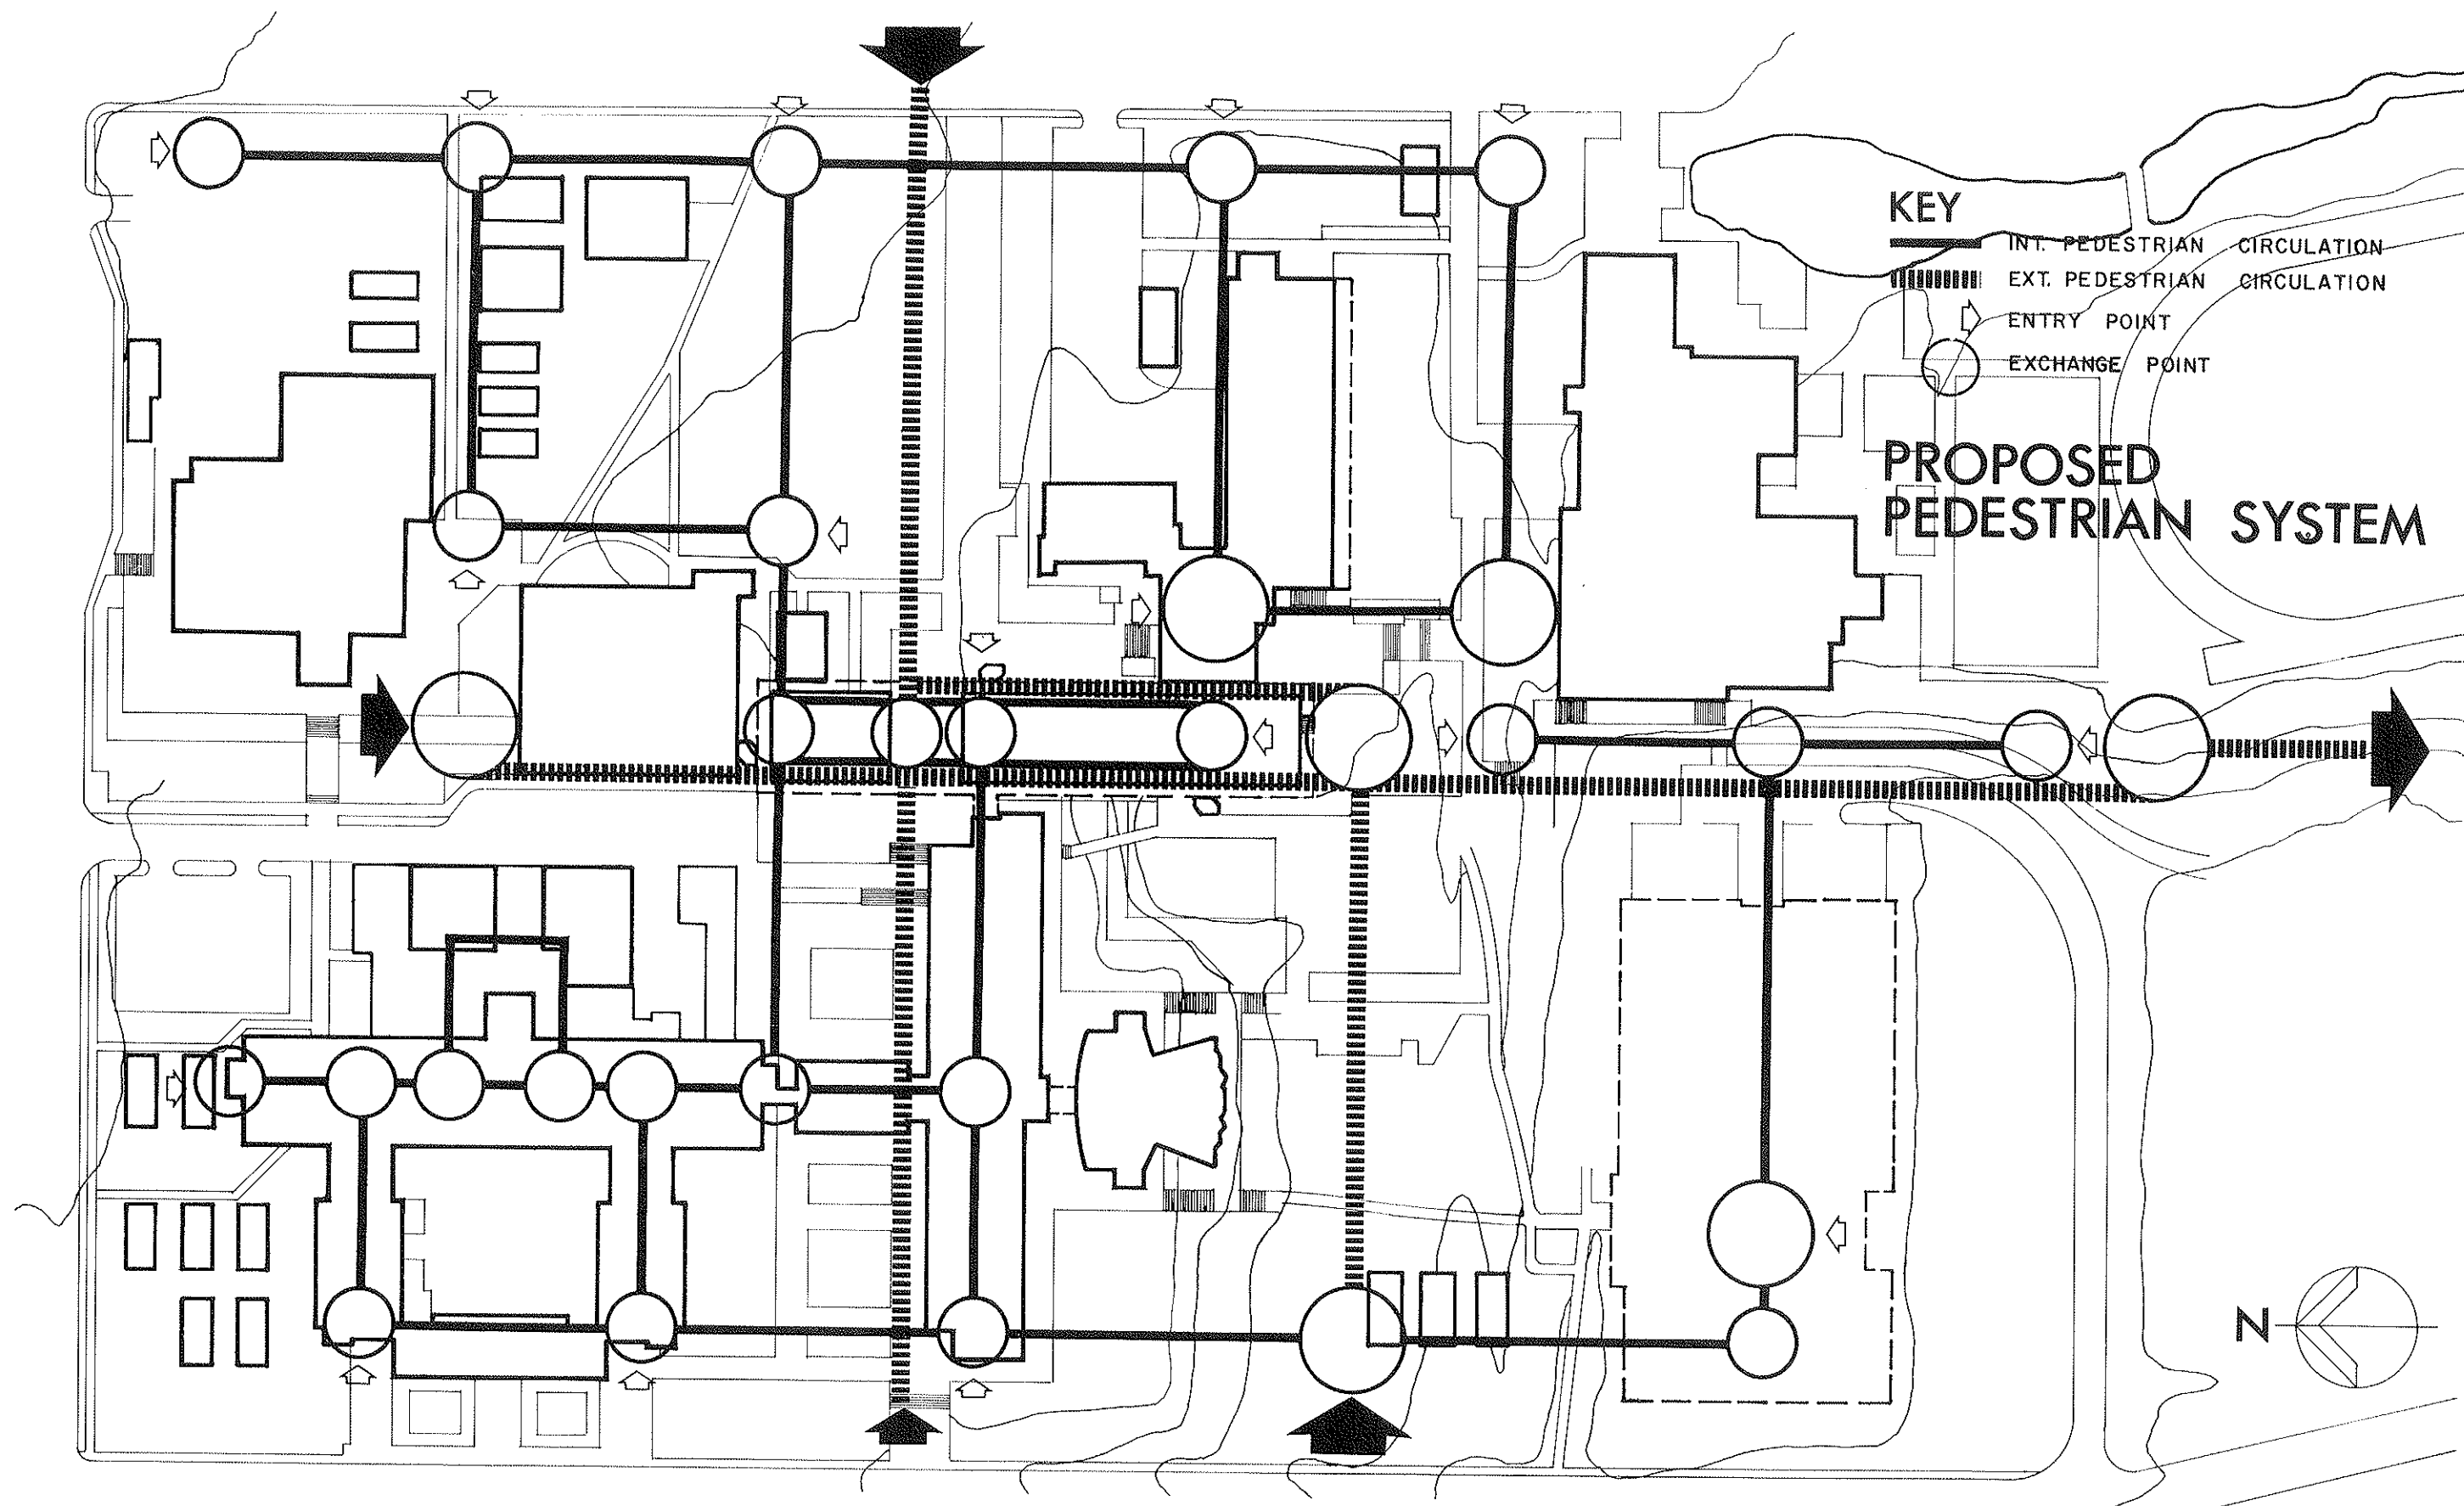 KEY
INT. PEDESTRIAN CIRCULATION
EXT. PEDESTRIAN CIRCULATION
ENTRY POINT
EXCHANGE POINT
PROPOSED
PEDESTRIAN SYSTEM
N